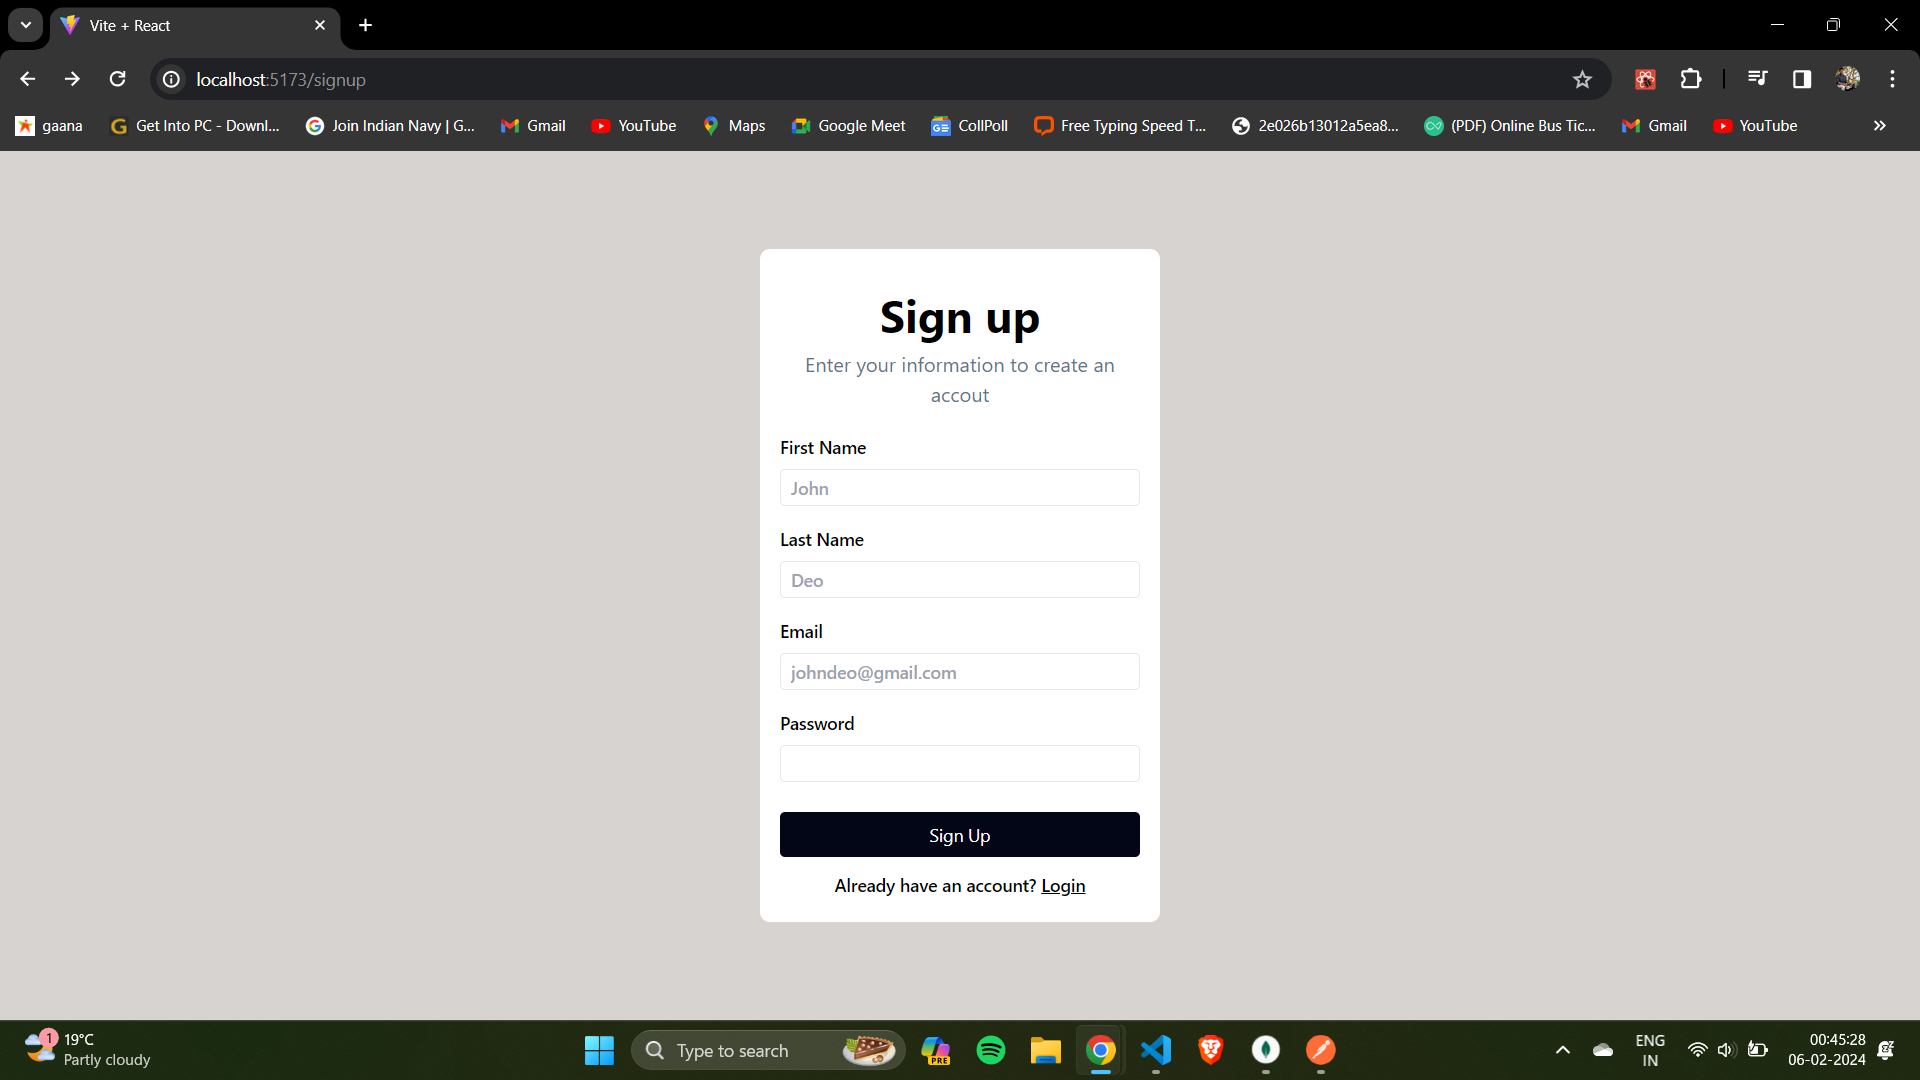 Vite + React
localhost:5173/signup
gaana
Get Into PC - Downl...
Join Indian Navy | G...
Gmail
YouTube
Maps
Google Meet
CollPoll
Free Typing Speed T...
2e026b13012a5ea8...
(PDF) Online Bus Tic...
Gmail
YouTube
Sign up
Enter your information to create an
accout
First Name
John
Last Name
Deo
Email
johndeo@gmail.com
Password
Sign Up
Already have an account? Login
1
19°C
Partly cloudy
Type to search
PRE
ENG
IN
00:45:28
06-02-2024